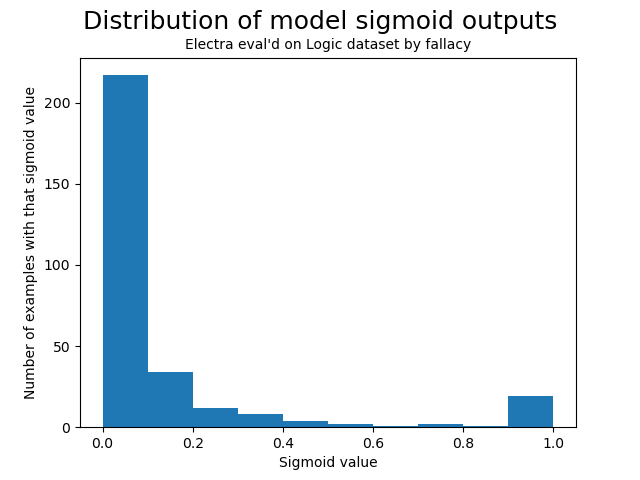 Distribution of model sigmoid outputs
Electra eval'd on Logic dataset by fallacy
Number of examples with that sigmoid value
200
150
100
50
0
0.0 0.2 0.4 0.6 0.8 1.0
Sigmoid value